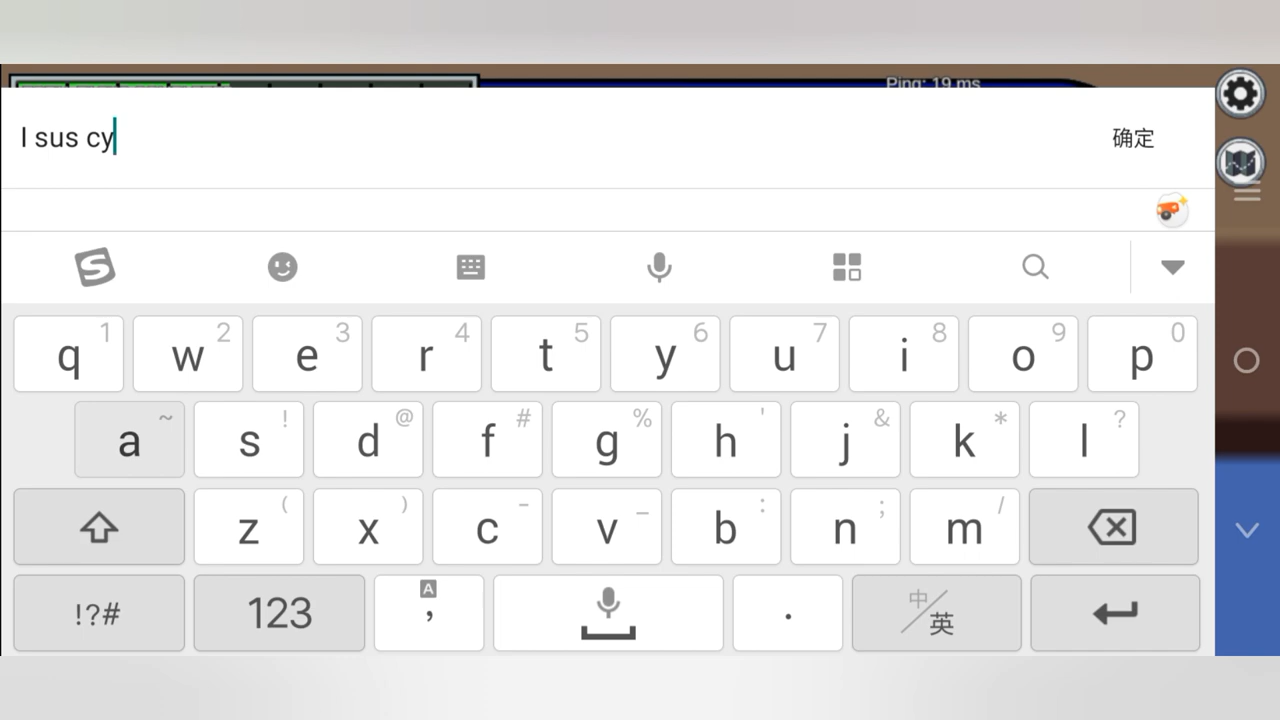 Ping: 19 ms
I sus cy
确定
q 1 w 2 e 3 r 4 t 5 y 6 u 7 i 8 o 9 p 0
a ~ s ! d @ f # g % h ' j & k * l ?
z ( x ) c - v _ b : n ; m /
!?# 123 A , . 中/英